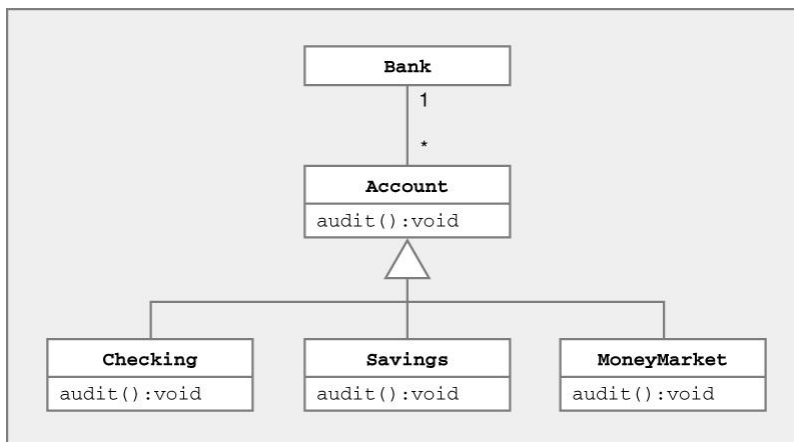 Bank
1
*
Account
audit():void
Checking
audit():void
Savings
audit():void
MoneyMarket
audit():void